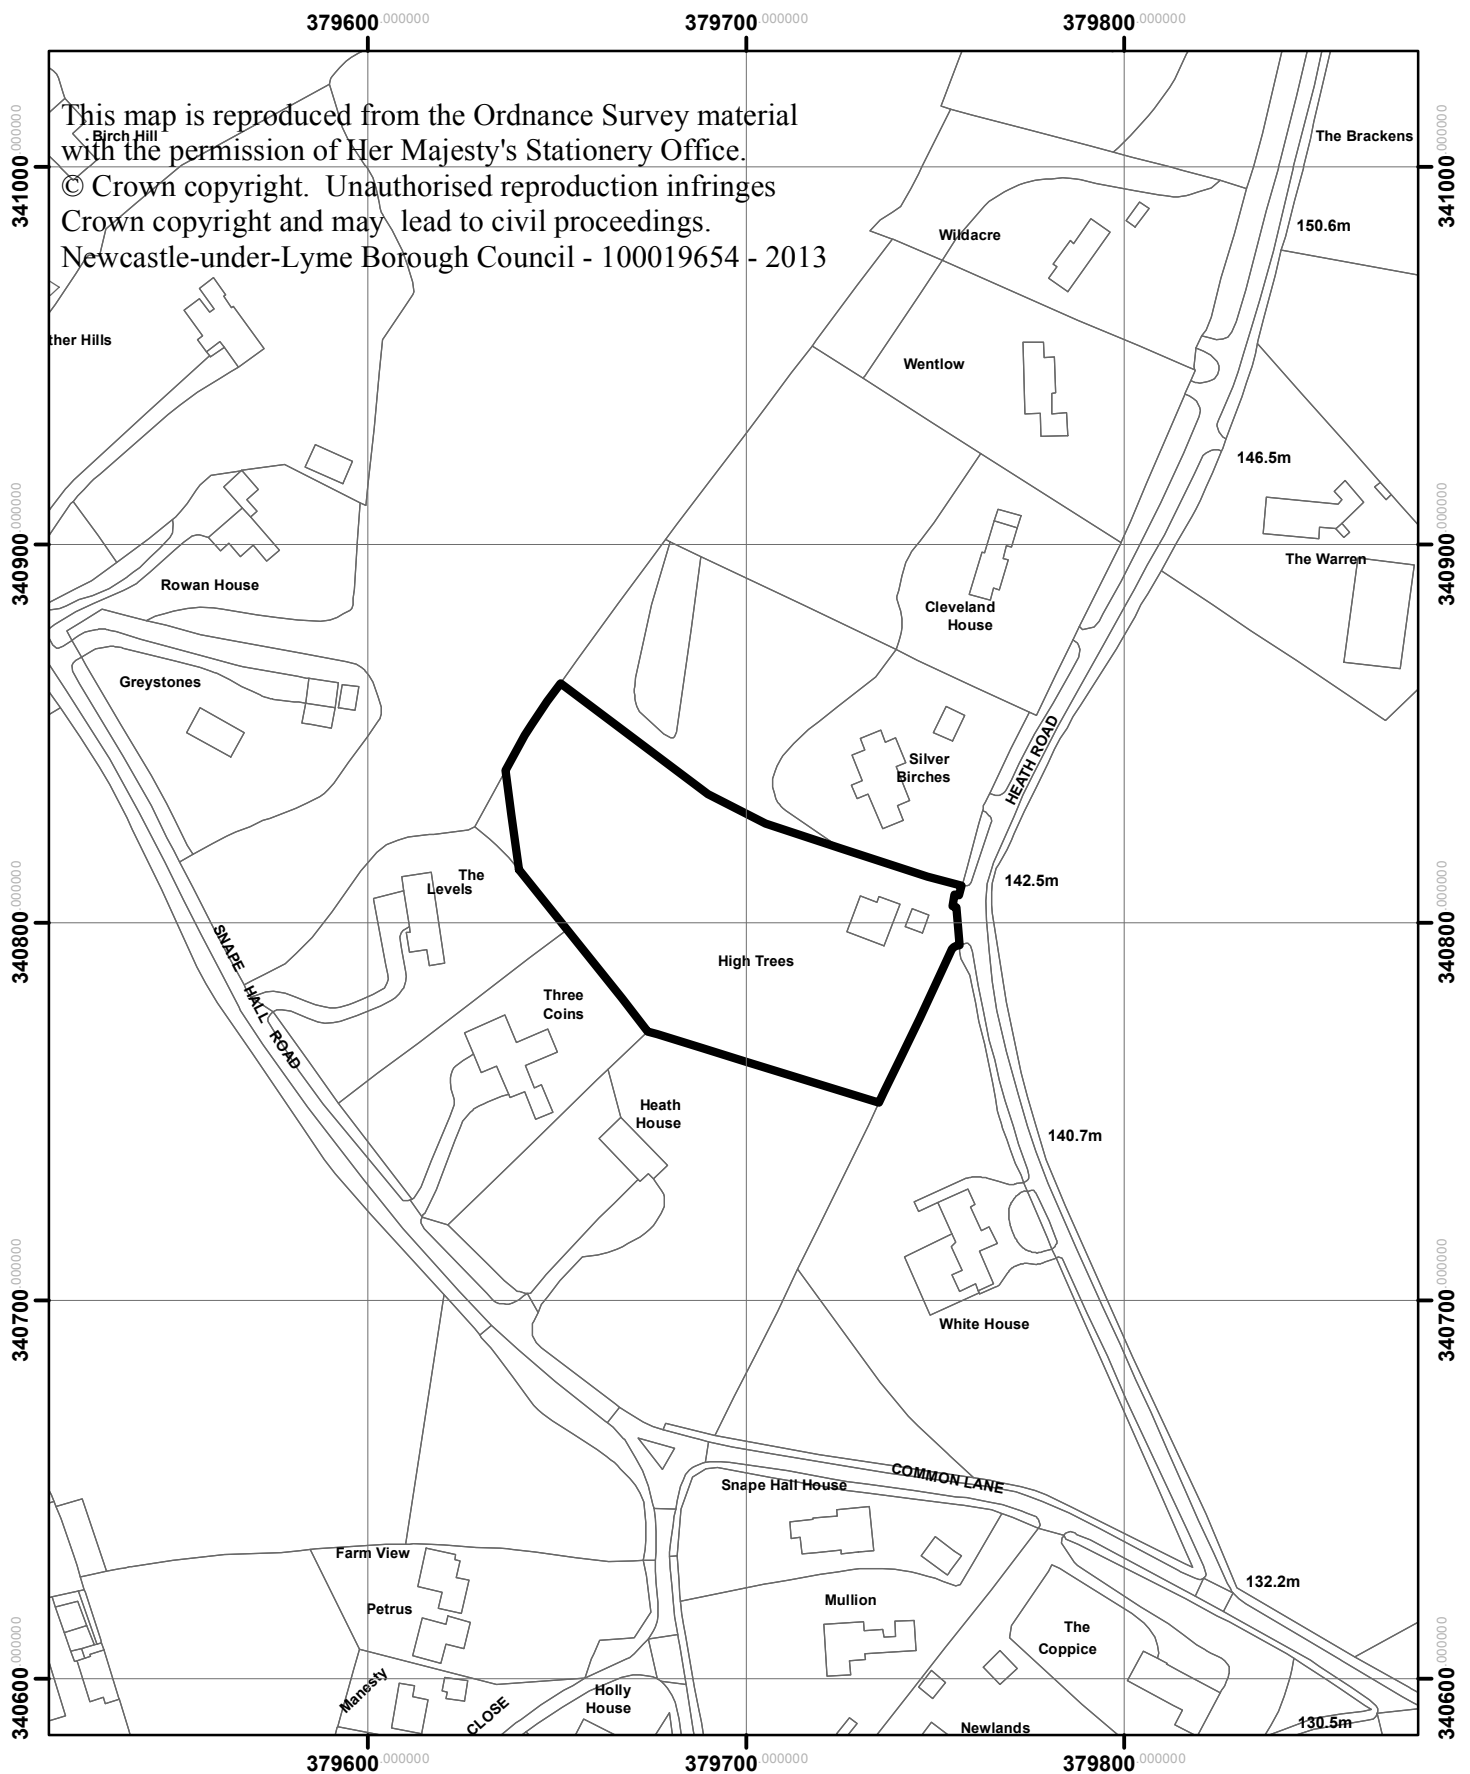 379600.000000
379700.000000
379800.000000
This map is reproduced from the Ordnance Survey material
with the permission of Her Majesty's Stationery Office.
© Crown copyright.  Unauthorised reproduction infringes
Crown copyright and may  lead to civil proceedings.
Newcastle-under-Lyme Borough Council - 100019654 - 2013
Birch Hill
The Brackens
341000.000000
341000.000000
150.6m
Wildacre
ther Hills
Wentlow
146.5m
340900.000000
340900.000000
The Warren
Rowan House
Cleveland
House
Greystones
HEATH ROAD
Silver
Birches
The
Levels
142.5m
340800.000000
340800.000000
SNAPE HALL ROAD
High Trees
Three
Coins
Heath
House
140.7m
340700.000000
340700.000000
White House
COMMON LANE
Snape Hall House
Farm View
132.2m
Petrus
Mullion
The
Coppice
340600.000000
340600.000000
Manesty
CLOSE
Holly
House
Newlands
130.5m
379600.000000
379700.000000
379800.000000